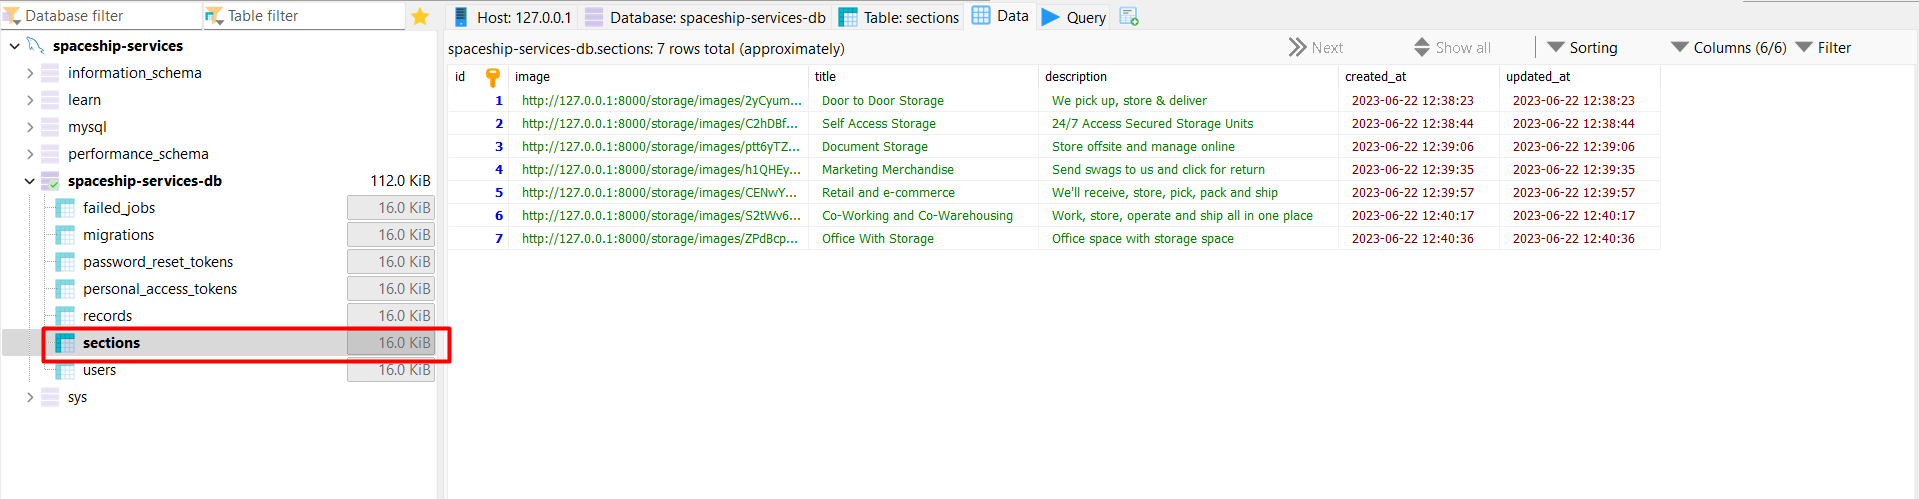 Database filter
Table filter
spaceship-services
information_schema
learn
mysql
performance_schema
spaceship-services-db 112.0 KiB
failed_jobs 16.0 KiB
migrations 16.0 KiB
password_reset_tokens 16.0 KiB
personal_access_tokens 16.0 KiB
records 16.0 KiB
sections 16.0 KiB
users 16.0 KiB
sys
Host: 127.0.0.1 Database: spaceship-services-db Table: sections Data Query
spaceship-services-db.sections: 7 rows total (approximately) Next Show all Sorting Columns (6/6) Filter
id image title description created_at updated_at
1 http://127.0.0.1:8000/storage/images/2yCyum... Door to Door Storage We pick up, store & deliver 2023-06-22 12:38:23 2023-06-22 12:38:23
2 http://127.0.0.1:8000/storage/images/C2hDBf... Self Access Storage 24/7 Access Secured Storage Units 2023-06-22 12:38:44 2023-06-22 12:38:44
3 http://127.0.0.1:8000/storage/images/ptt6yTZ... Document Storage Store offsite and manage online 2023-06-22 12:39:06 2023-06-22 12:39:06
4 http://127.0.0.1:8000/storage/images/h1QHEy... Marketing Merchandise Send swags to us and click for return 2023-06-22 12:39:35 2023-06-22 12:39:35
5 http://127.0.0.1:8000/storage/images/CENwY... Retail and e-commerce We'll receive, store, pick, pack and ship 2023-06-22 12:39:57 2023-06-22 12:39:57
6 http://127.0.0.1:8000/storage/images/S2tWv6... Co-Working and Co-Warehousing Work, store, operate and ship all in one place 2023-06-22 12:40:17 2023-06-22 12:40:17
7 http://127.0.0.1:8000/storage/images/ZPdBcp... Office With Storage Office space with storage space 2023-06-22 12:40:36 2023-06-22 12:40:36